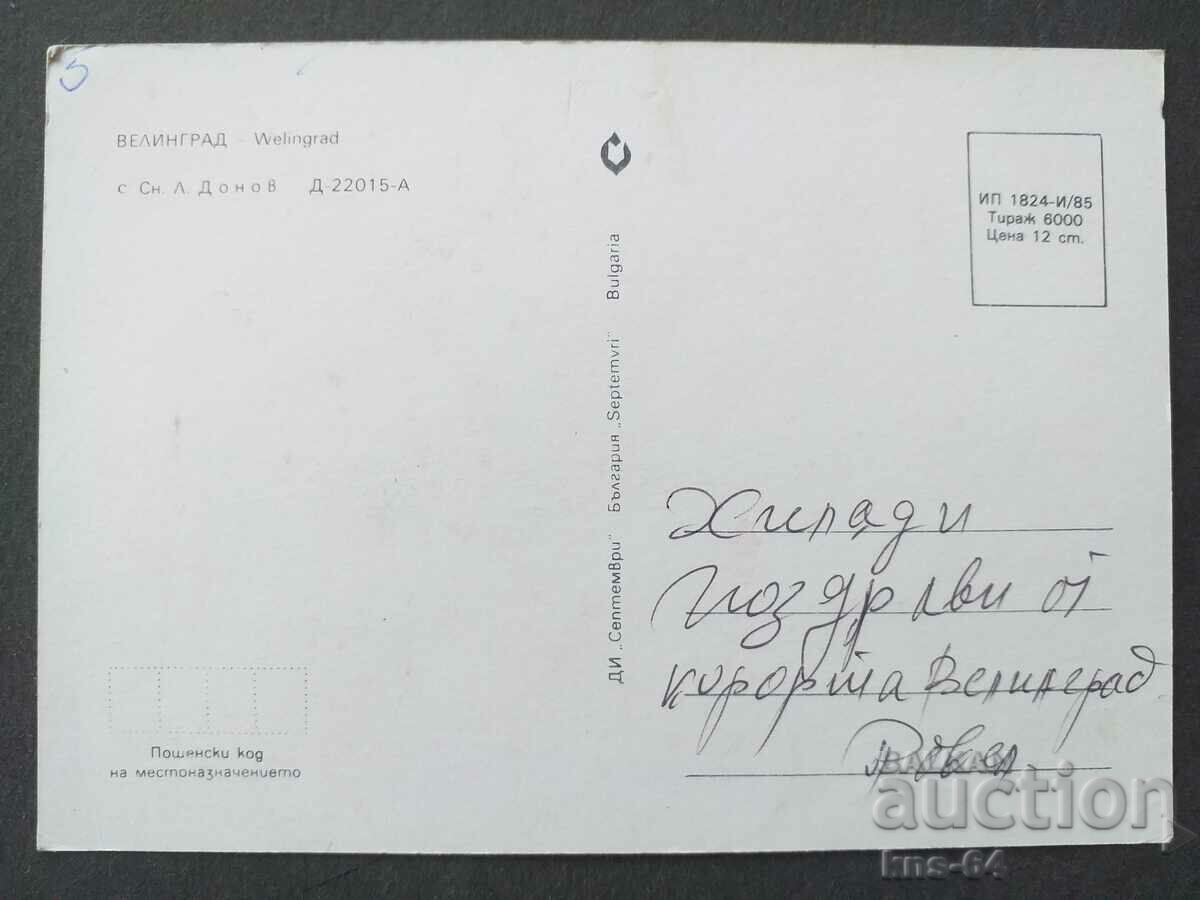 ВЕЛИНГРАД - Welingrad
с Сн. Л. Донов Д-22015-А
ДИ „Септември" България „Septemvri" Bulgaria
ИП 1824-И/85
Тираж 6000
Цена 12 ст.
Хиляди
поздрави от
курорта Велинград
Пощенски код
на местоназначението
BALKAN
auction
kns-64